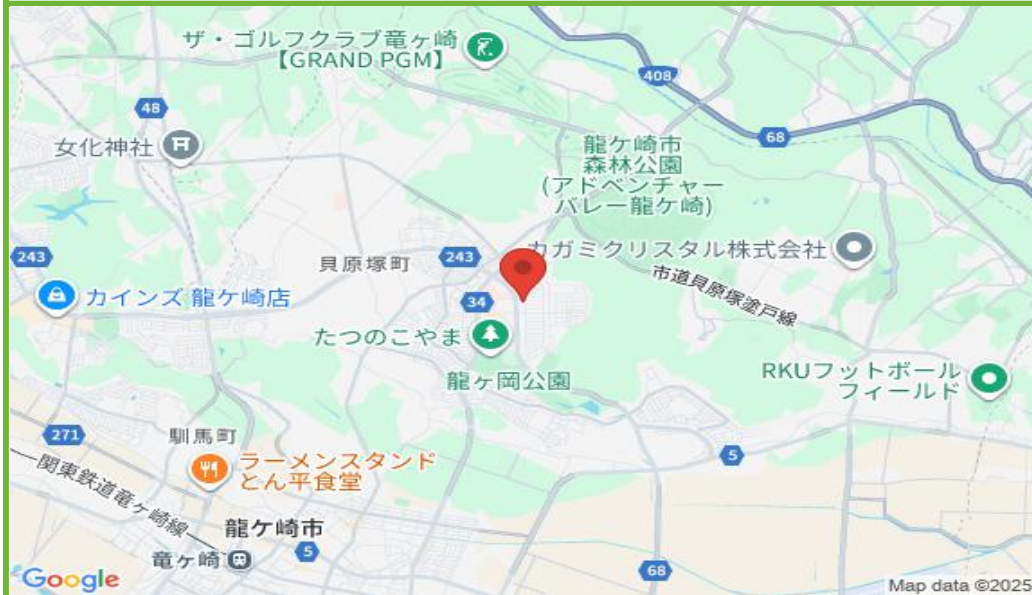 ザ・ゴルフクラブ竜ヶ崎
【GRAND PGM】
408
48
68
女化神社
龍ケ崎市
森林公園
(アドベンチャー
バレー龍ケ崎)
243
貝原塚町
243
カガミクリスタル株式会社
市道貝原塚塗戸線
カインズ 龍ケ崎店
34
たつのこやま
龍ヶ岡公園
RKUフットボール
フィールド
271
馴馬町
5
ラーメンスタンド
とん平食堂
関東鉄道竜ヶ崎線
龍ケ崎市
竜ヶ崎
5
68
Google
Map data ©2025